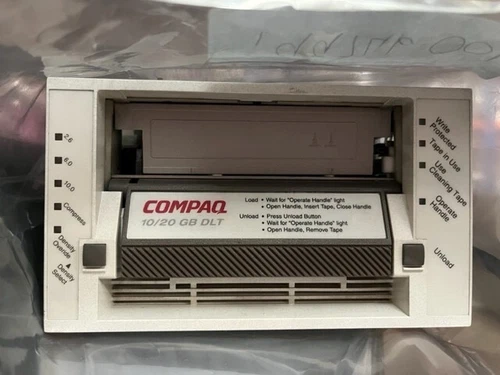 2.6
6.0
10.0
Compress
Density
Override
Density
Select
COMPAQ
10/20 GB DLT
Load • Wait for "Operate Handle" light
• Open Handle, Insert Tape, Close Handle
Unload • Press Unload Button
• Wait for "Operate Handle" light
• Open Handle, Remove Tape
Write
Protected
Tape in Use
Use
Cleaning Tape
Operate
Handle
Unload